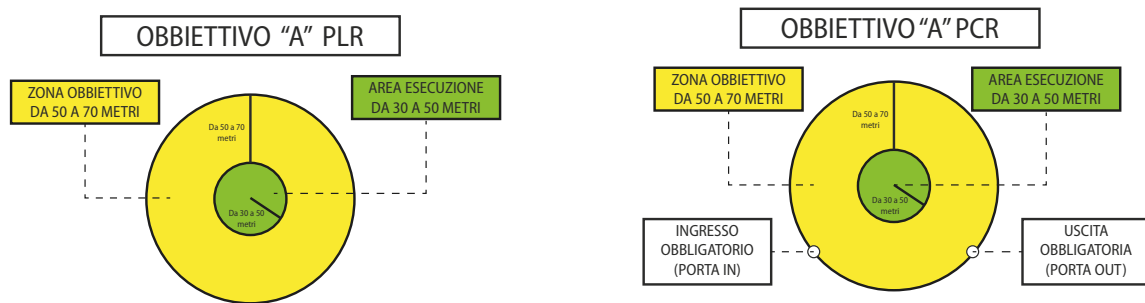 OBBIETTIVO “A” PLR
ZONA OBBIETTIVO
DA 50 A 70 METRI
AREA ESECUZIONE
DA 30 A 50 METRI
Da 50 a 70
metri
Da 30 a 50
metri
OBBIETTIVO “A” PCR
ZONA OBBIETTIVO
DA 50 A 70 METRI
AREA ESECUZIONE
DA 30 A 50 METRI
Da 50 a 70
metri
Da 30 a 50
metri
INGRESSO
OBBLIGATORIO
(PORTA IN)
USCITA
OBBLIGATORIA
(PORTA OUT)